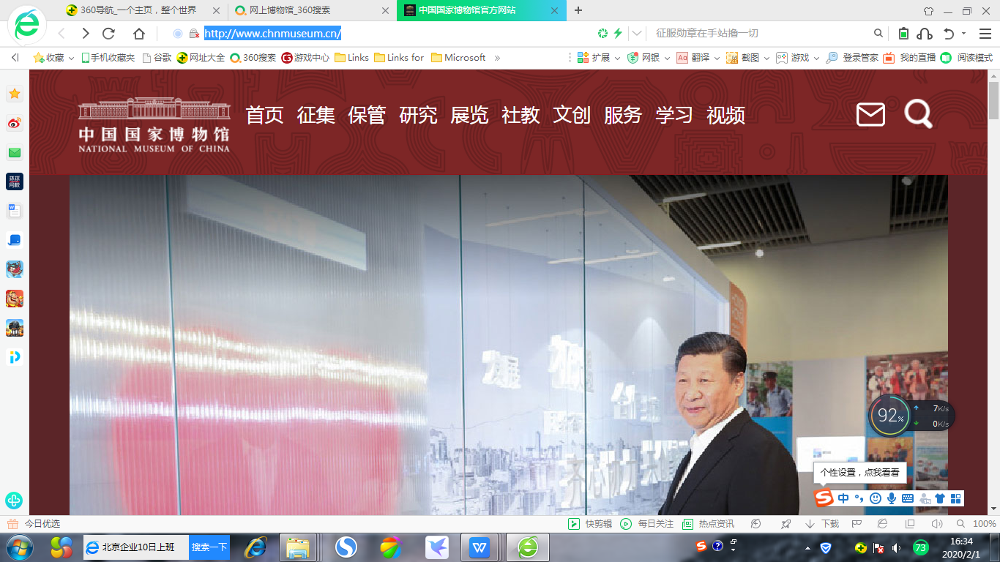 360导航_一个主页，整个世界
网上博物馆_360搜索
中国国家博物馆官方网站
http://www.chnmuseum.cn/
征服勋章在手站撸一切
收藏 手机收藏夹 谷歌 网址大全 360搜索 游戏中心 Links Links for Microsoft » 扩展 网银 Aa 翻译 截图 游戏 登录管家 我的直播 阅读模式
中国国家博物馆
NATIONAL MUSEUM OF CHINA
首页 征集 保管 研究 展览 社教 文创 服务 学习 视频
环球网校
92%
7K/s
0K/s
个性设置，点我看看
中
今日优选 快剪辑 每日关注 热点资讯 下载 100%
北京企业10日上班 搜索一下
73
16:34
2020/2/1